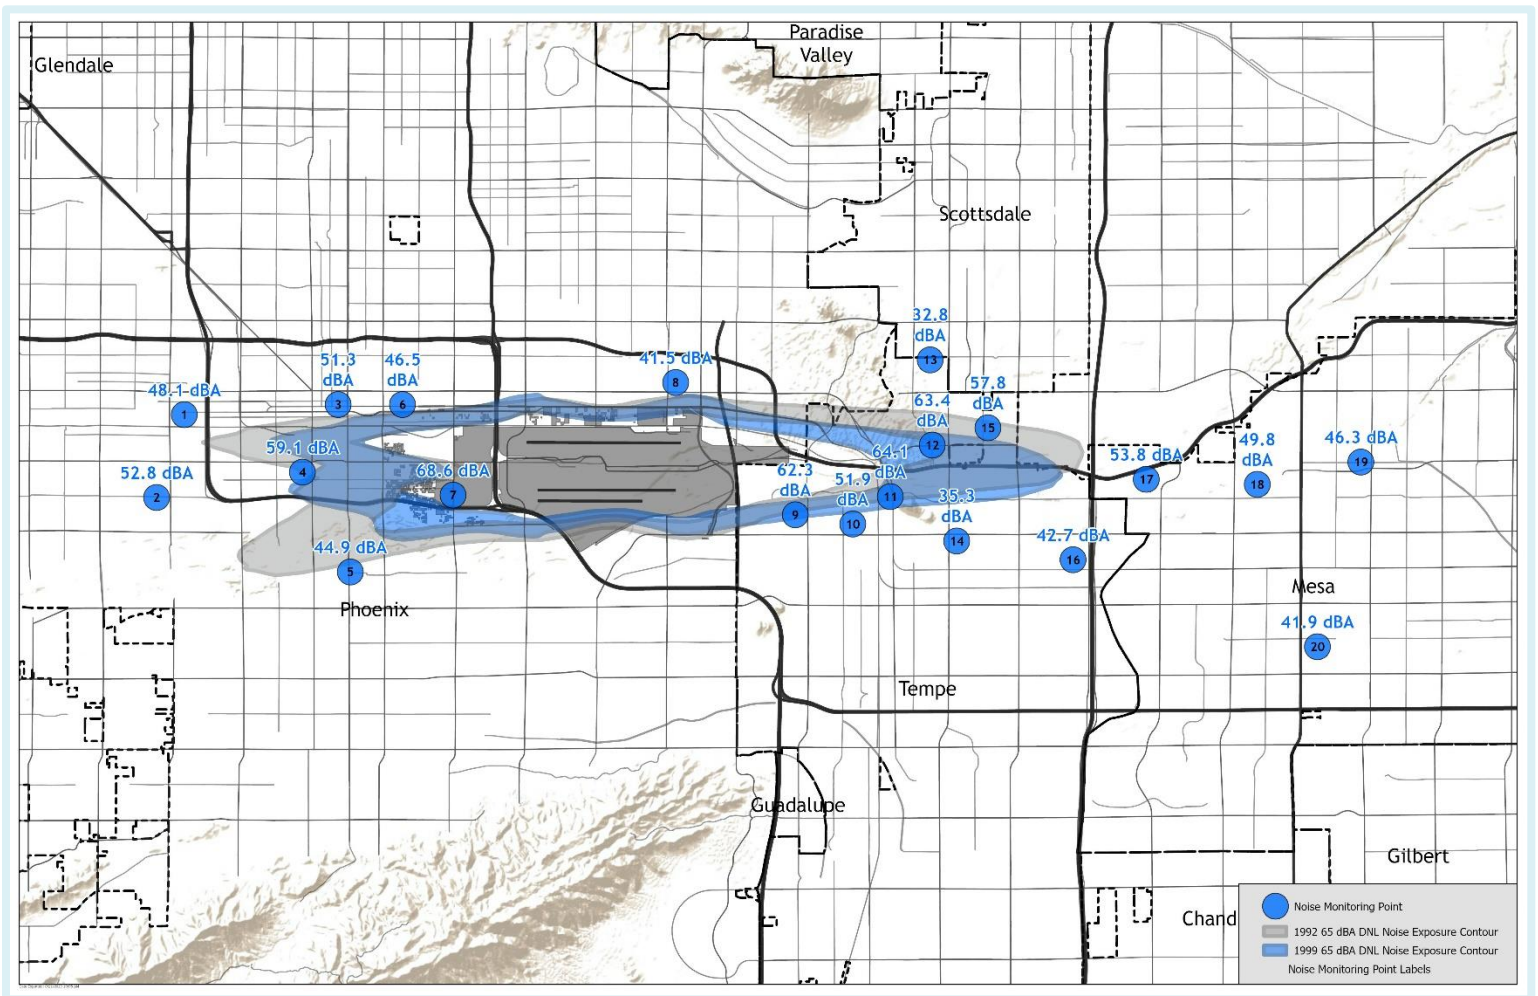 Paradise
Valley
Glendale
Scottsdale
32.8
dBA
13
51.3
dBA
3
46.5
dBA
6
41.5 dBA
8
48.1 dBA
1
57.8
dBA
15
63.4
dBA
12
59.1 dBA
4
68.6 dBA
7
64.1
dBA
11
52.8 dBA
2
62.3
dBA
9
51.9
dBA
10
35.3
dBA
14
53.8 dBA
17
49.8
dBA
18
46.3 dBA
19
44.9 dBA
5
42.7 dBA
16
Mesa
Phoenix
41.9 dBA
20
Tempe
Guadalupe
Gilbert
Chand
Noise Monitoring Point
1992 65 dBA DNL Noise Exposure Contour
1999 65 dBA DNL Noise Exposure Contour
Noise Monitoring Point Labels